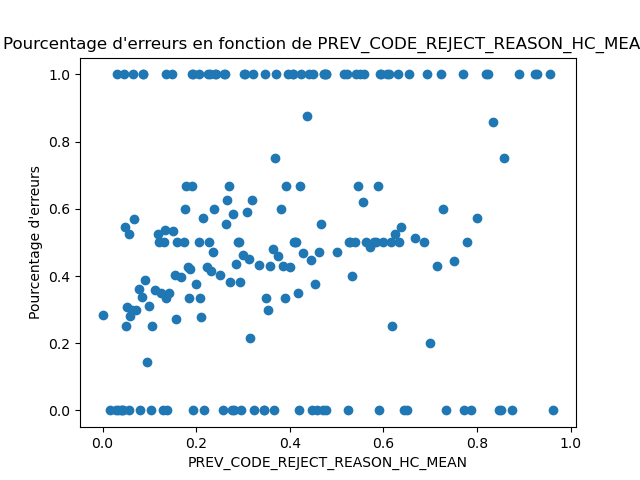 Pourcentage d'erreurs en fonction de PREV_CODE_REJECT_REASON_HC_MEA
1.0
0.8
0.6
0.4
0.2
0.0
Pourcentage d'erreurs
0.0 0.2 0.4 0.6 0.8 1.0
PREV_CODE_REJECT_REASON_HC_MEAN